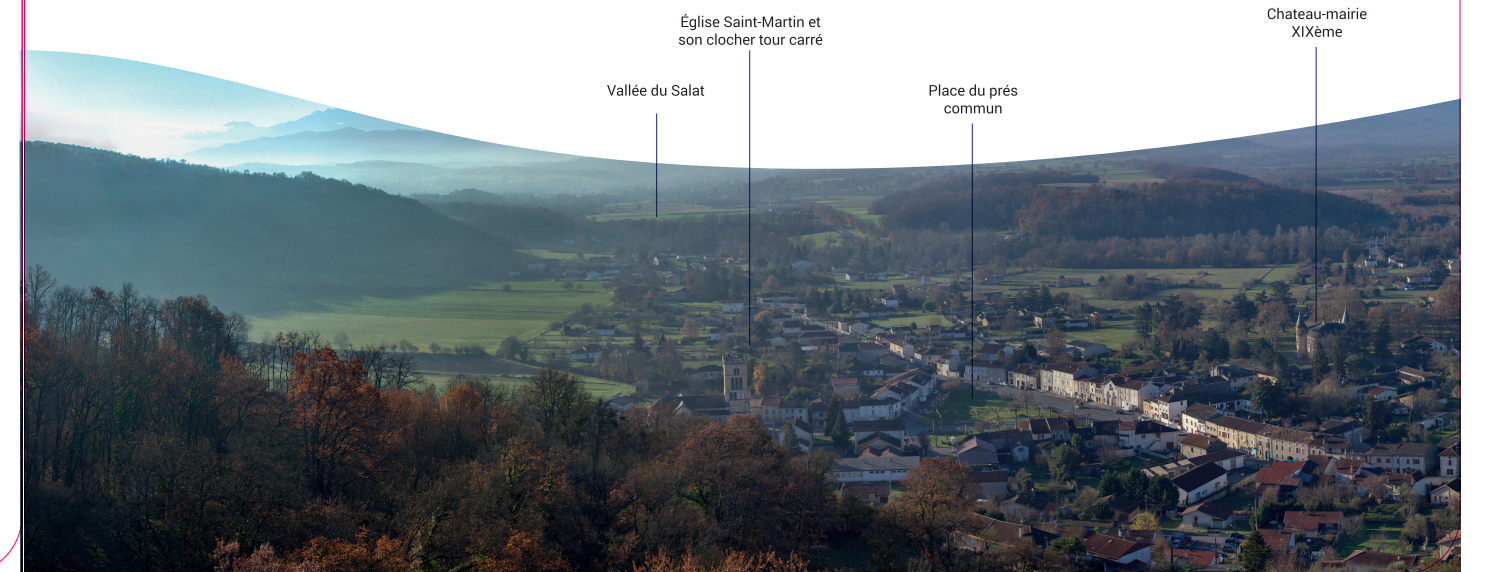 Église Saint-Martin et
son clocher tour carré
Vallée du Salat
Place du prés
commun
Chateau-mairie
XIXème